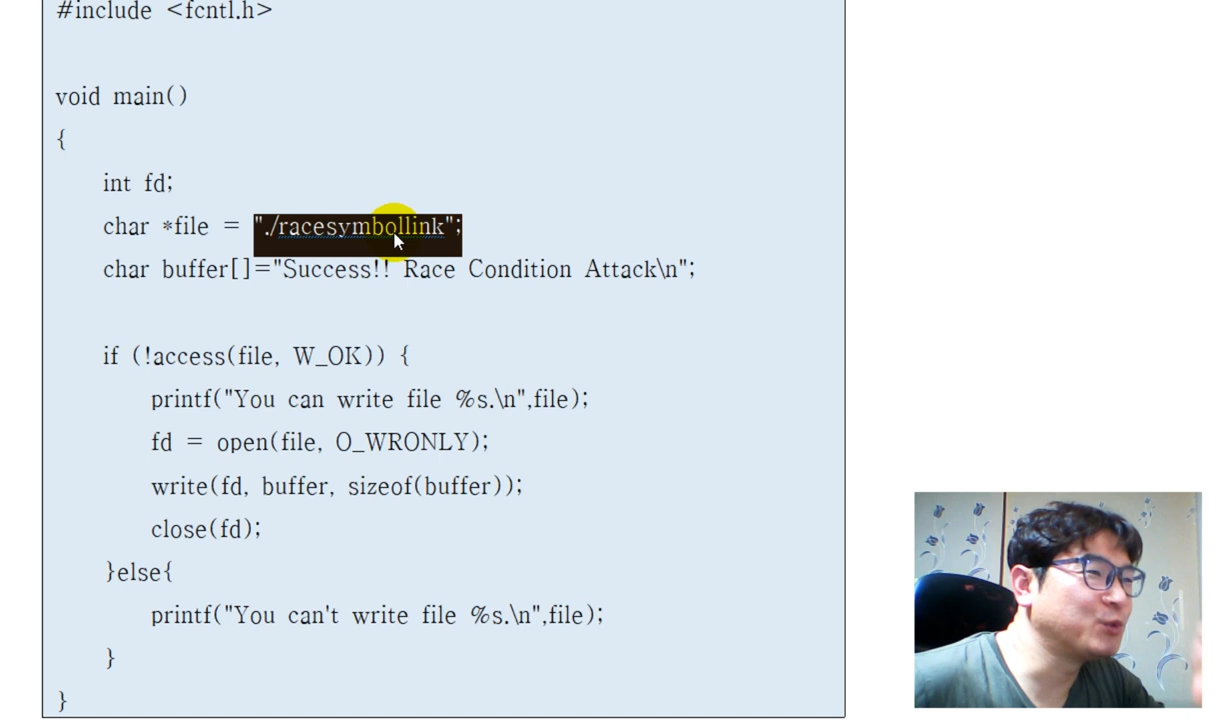 #include <fcntl.h>
void main()
{
int fd;
char *file = "./racesymbollink";
char buffer[]="Success!! Race Condition Attack\n";
if (!access(file, W_OK)) {
printf("You can write file %s.\n",file);
fd = open(file, O_WRONLY);
write(fd, buffer, sizeof(buffer));
close(fd);
}else{
printf("You can't write file %s.\n",file);
}
}